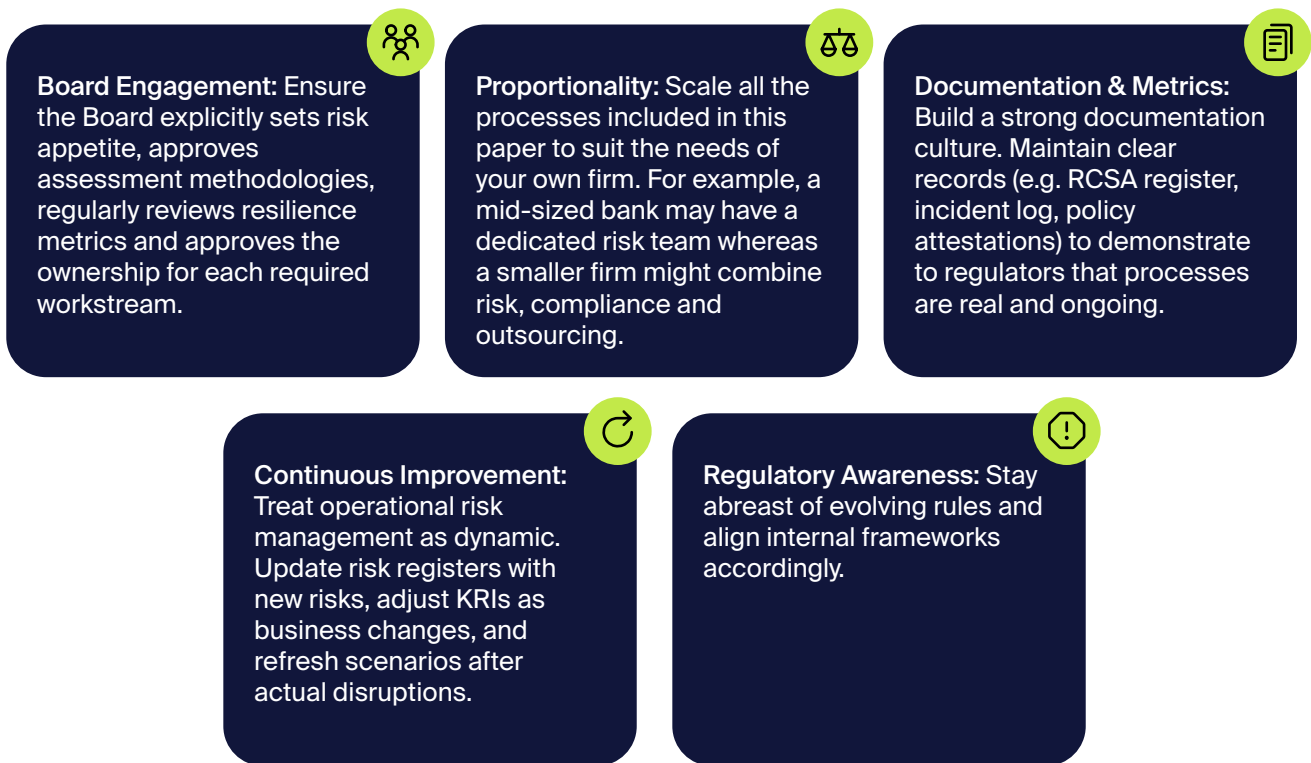 Board Engagement: Ensure
the Board explicitly sets risk
appetite, approves
assessment methodologies,
regularly reviews resilience
metrics and approves the
ownership for each required
workstream.
Proportionality: Scale all the
processes included in this
paper to suit the needs of
your own firm. For example, a
mid-sized bank may have a
dedicated risk team whereas
a smaller firm might combine
risk, compliance and
outsourcing.
Documentation & Metrics:
Build a strong documentation
culture. Maintain clear
records (e.g. RCSA register,
incident log, policy
attestations) to demonstrate
to regulators that processes
are real and ongoing.
Continuous Improvement:
Treat operational risk
management as dynamic.
Update risk registers with
new risks, adjust KRIs as
business changes, and
refresh scenarios after
actual disruptions.
Regulatory Awareness: Stay
abreast of evolving rules and
align internal frameworks
accordingly.